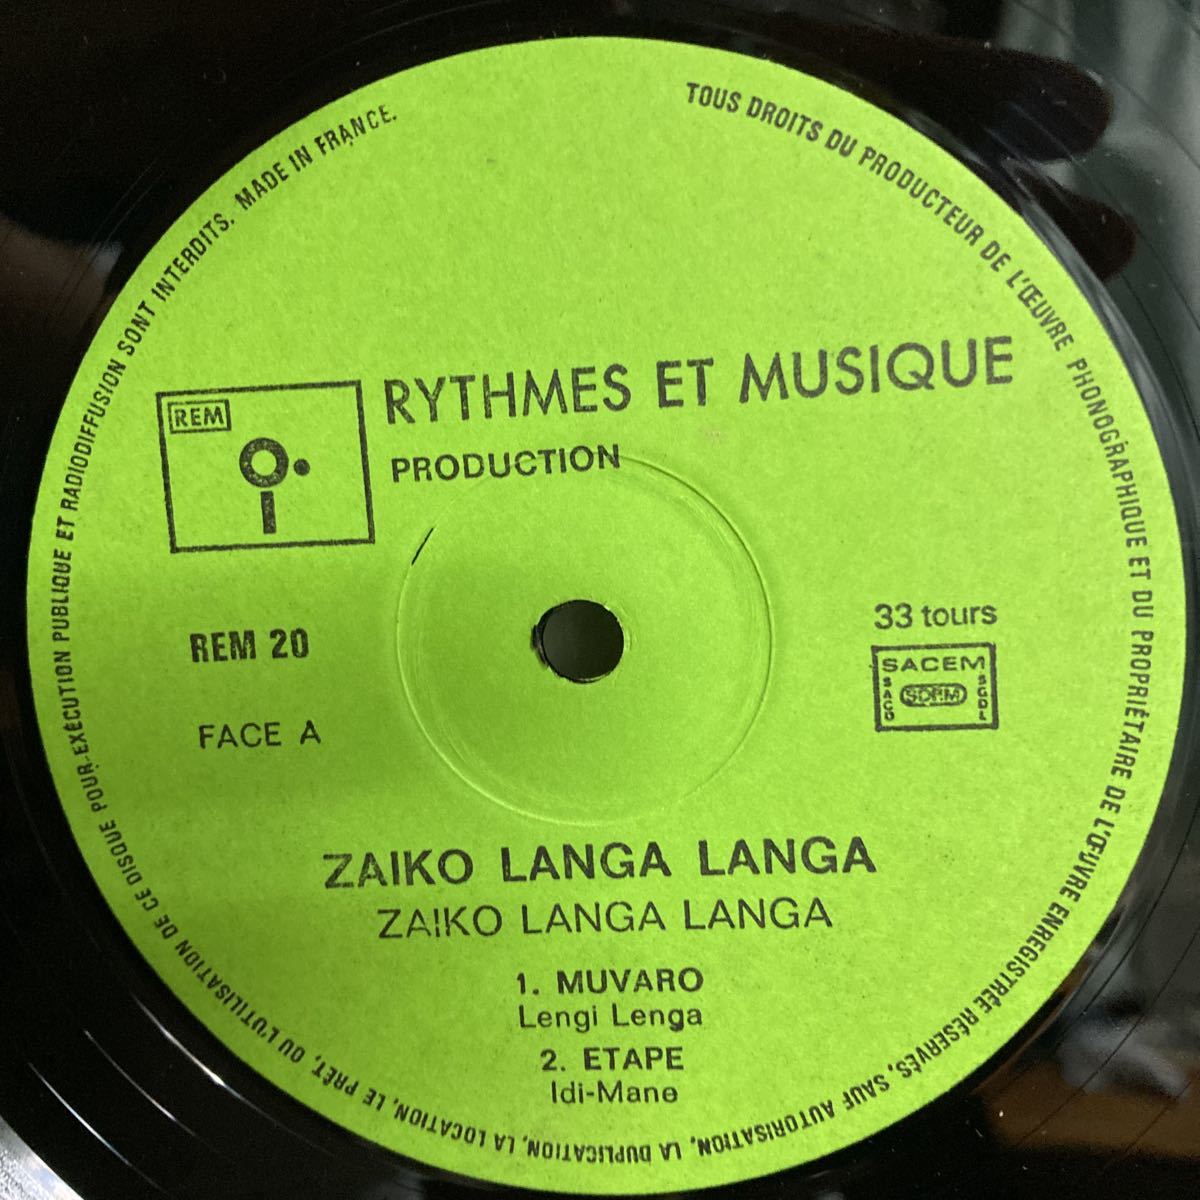 TOUS DROITS DU PRODUCTEUR DE L'ŒUVRE PHONOGRAPHIQUE ET DU PROPRIÉTAIRE DE L'ŒUVRE ENREGISTRÉE RÉSERVÉS, SAUF AUTORISATION, LA DUPLICATION, LA LOCATION, LE PRÊT, OU L'UTILISATION DE CE DISQUE POUR EXÉCUTION PUBLIQUE ET RADIODIFFUSION SONT INTERDITS. MADE IN FRANCE.
REM
RYTHMES ET MUSIQUE
PRODUCTION
REM 20
FACE A
33 tours
SACEM
SACD
SDRM
SGDL
ZAIKO LANGA LANGA
ZAIKO LANGA LANGA
1. MUVARO
Lengi Lenga
2. ETAPE
Idi-Mane